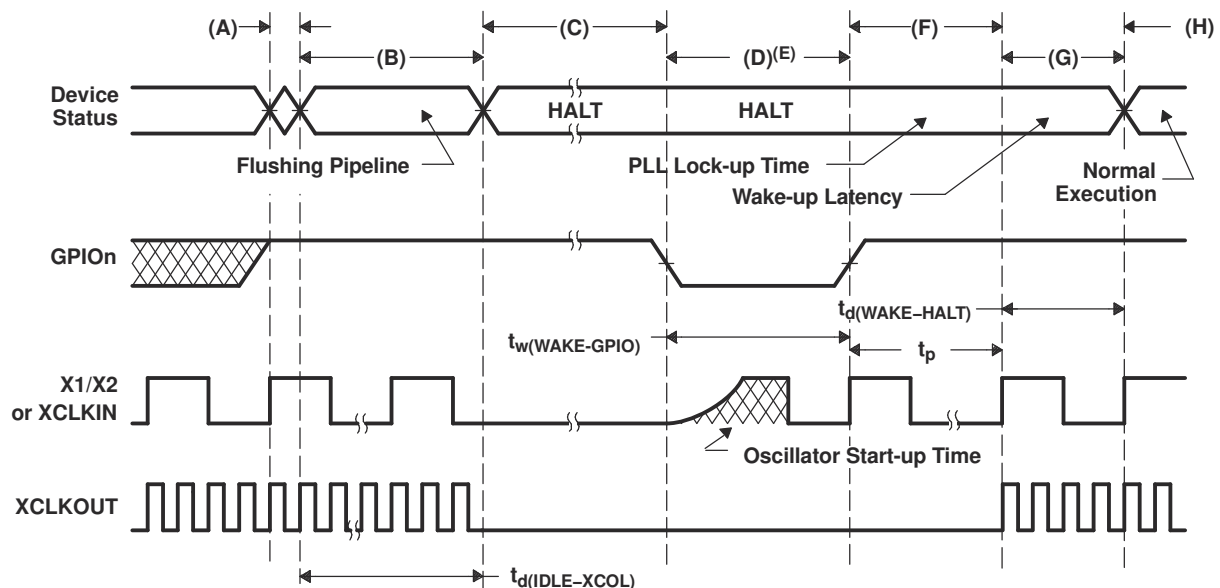 (A)
(B)
(C)
(D)(E)
(F)
(G)
(H)
Device
Status
HALT
HALT
Flushing Pipeline
PLL Lock-up Time
Wake-up Latency
Normal
Execution
GPIOn
td(WAKE−HALT)
tw(WAKE-GPIO)
tp
X1/X2
or XCLKIN
Oscillator Start-up Time
XCLKOUT
td(IDLE−XCOL)